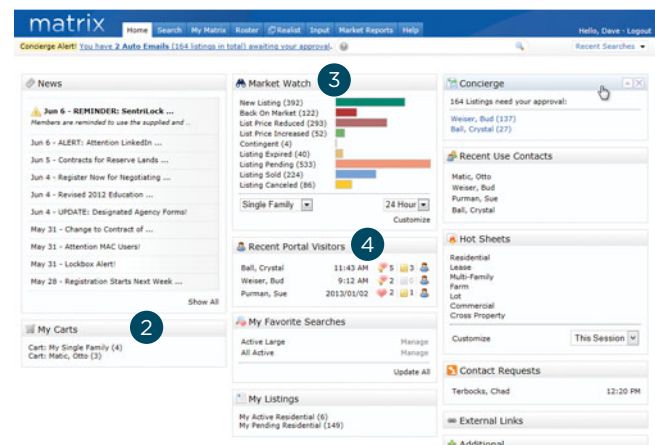 matrix
Home Search My Matrix Roster Realist Input Market Reports Help
Hello, Dave - Logout
Concierge Alert! You have 2 Auto Emails (164 listings in total) awaiting your approval.
Recent Searches
News
Jun 6 - REMINDER: SentriLock ...
Members are reminded to use the supplied and ...
Jun 6 - ALERT: Attention LinkedIn ...
Jun 5 - Contracts for Reserve Lands ...
Jun 4 - Register Now for Negotiating ...
Jun 4 - Revised 2012 Education ...
Jun 4 - UPDATE: Designated Agency Forms!
May 31 - Change to Contract of ...
May 31 - Attention MAC Users!
May 31 - Lockbox Alert!
May 28 - Registration Starts Next Week ...
Show All
My Carts
2
Cart: My Single Family (4)
Cart: Matic, Otto (3)
Market Watch
3
New Listing (392)
Back On Market (122)
List Price Reduced (293)
List Price Increased (52)
Contingent (4)
Listing Expired (40)
Listing Pending (533)
Listing Sold (224)
Listing Canceled (86)
Single Family 24 Hour
Customize
Recent Portal Visitors
4
Ball, Crystal 11:43 AM 5 3
Weiser, Bud 9:12 AM 2 0
Purman, Sue 2013/01/02 2 1
My Favorite Searches
Active Large Manage
All Active Manage
Update All
My Listings
My Active Residential (6)
My Pending Residential (149)
Concierge
164 Listings need your approval:
Weiser, Bud (137)
Ball, Crystal (27)
Recent Use Contacts
Matic, Otto
Weiser, Bud
Purman, Sue
Ball, Crystal
Hot Sheets
Residential
Lease
Multi-Family
Farm
Lot
Commercial
Cross Property
Customize This Session
Contact Requests
Terbocks, Chad 12:20 PM
External Links
Additional